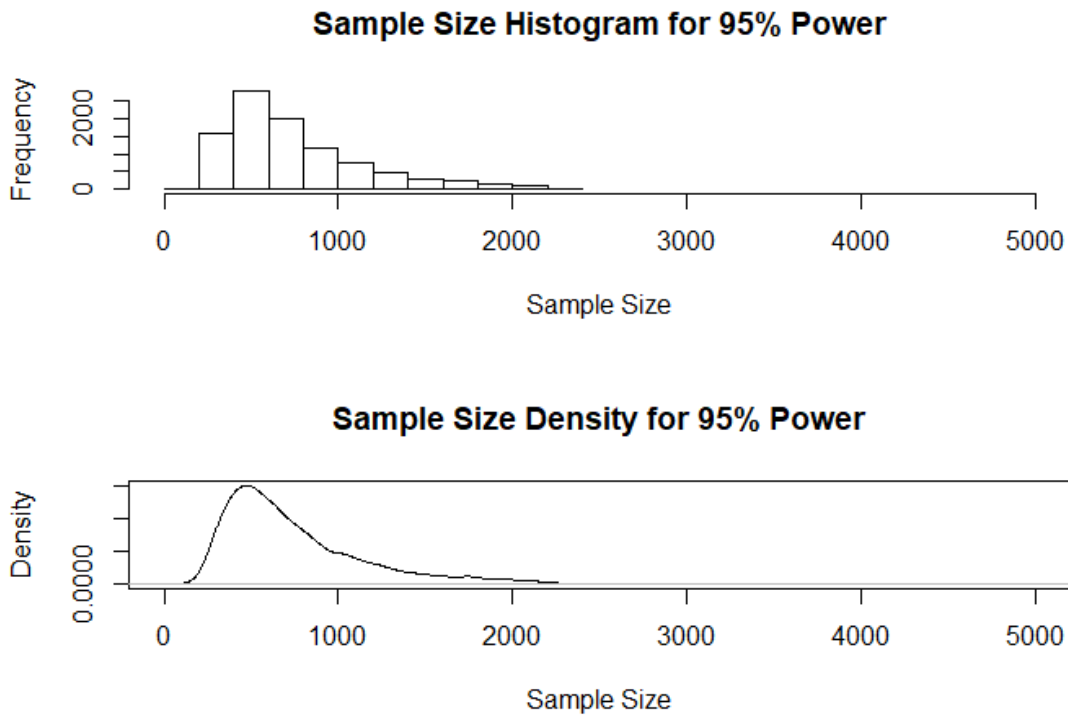 Sample Size Histogram for 95% Power
Frequency
2000
0
0 1000 2000 3000 4000 5000
Sample Size
Sample Size Density for 95% Power
Density
0.0000
0 1000 2000 3000 4000 5000
Sample Size